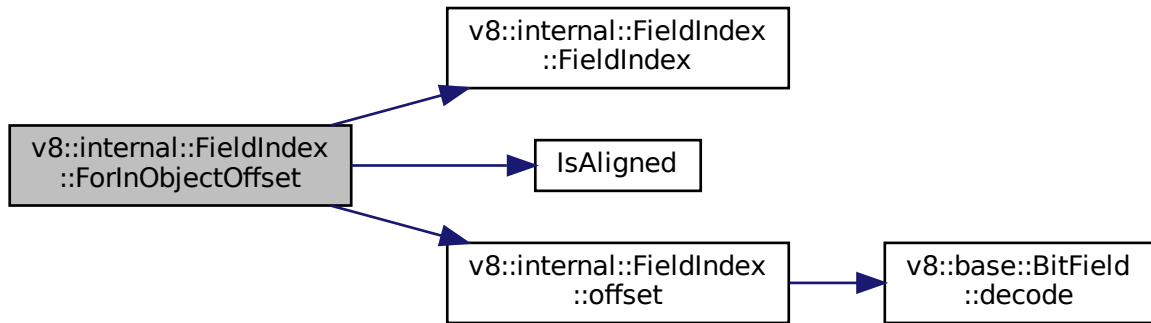 v8::internal::FieldIndex
::FieldIndex
v8::internal::FieldIndex
::ForInObjectOffset
IsAligned
v8::internal::FieldIndex
::offset
v8::base::BitField
::decode